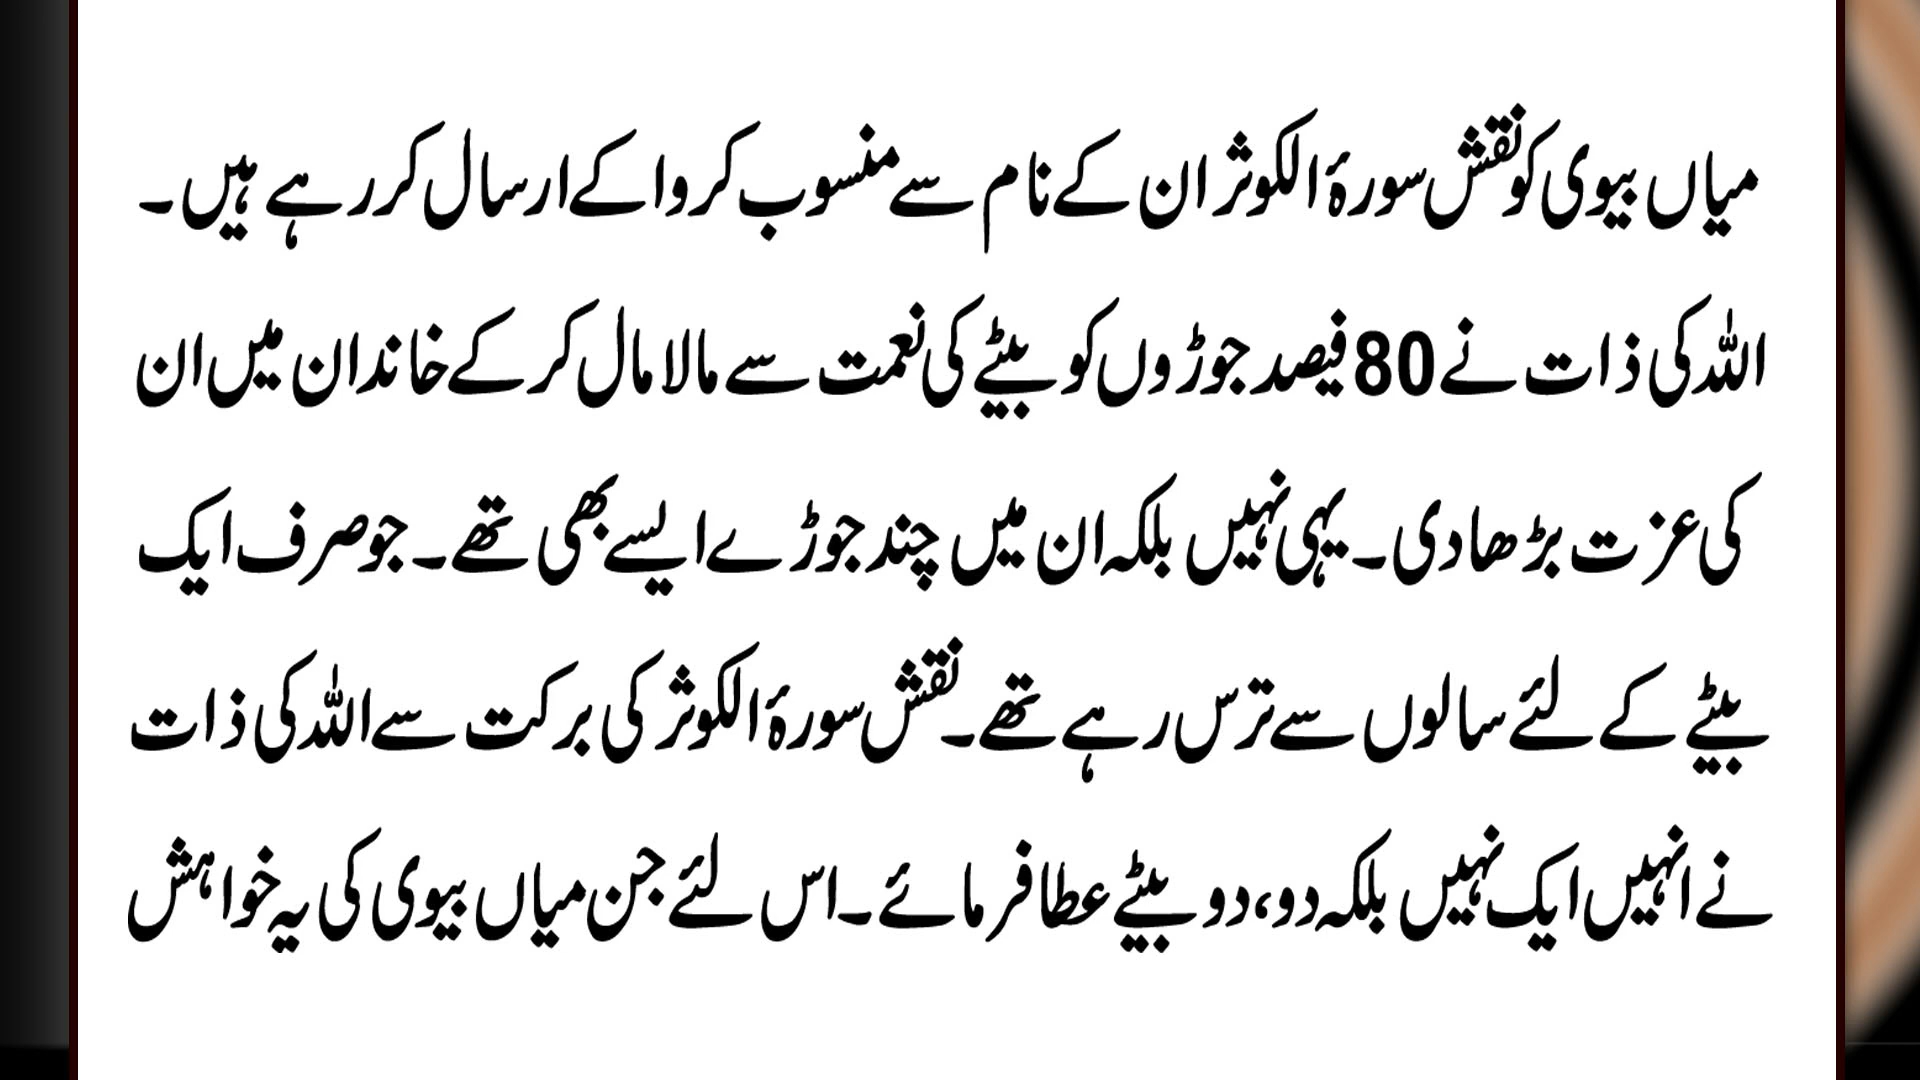 میاں بیوی کو نقش سورۂ الکوثر ان کے نام سے منسوب کروا کے ارسال کر رہے ہیں۔
اللہ کی ذات نے 80 فیصد جوڑوں کو بیٹے کی نعمت سے مالا مال کر کے خاندان میں ان
کی عزت بڑھا دی۔ یہی نہیں بلکہ ان میں چند جوڑے ایسے بھی تھے۔ جو صرف ایک
بیٹے کے لئے سالوں سے ترس رہے تھے۔ نقش سورۂ الکوثر کی برکت سے اللہ کی ذات
نے انہیں ایک نہیں بلکہ دو، دو بیٹے عطا فرمائے۔ اس لئے جن میاں بیوی کی یہ خواہش